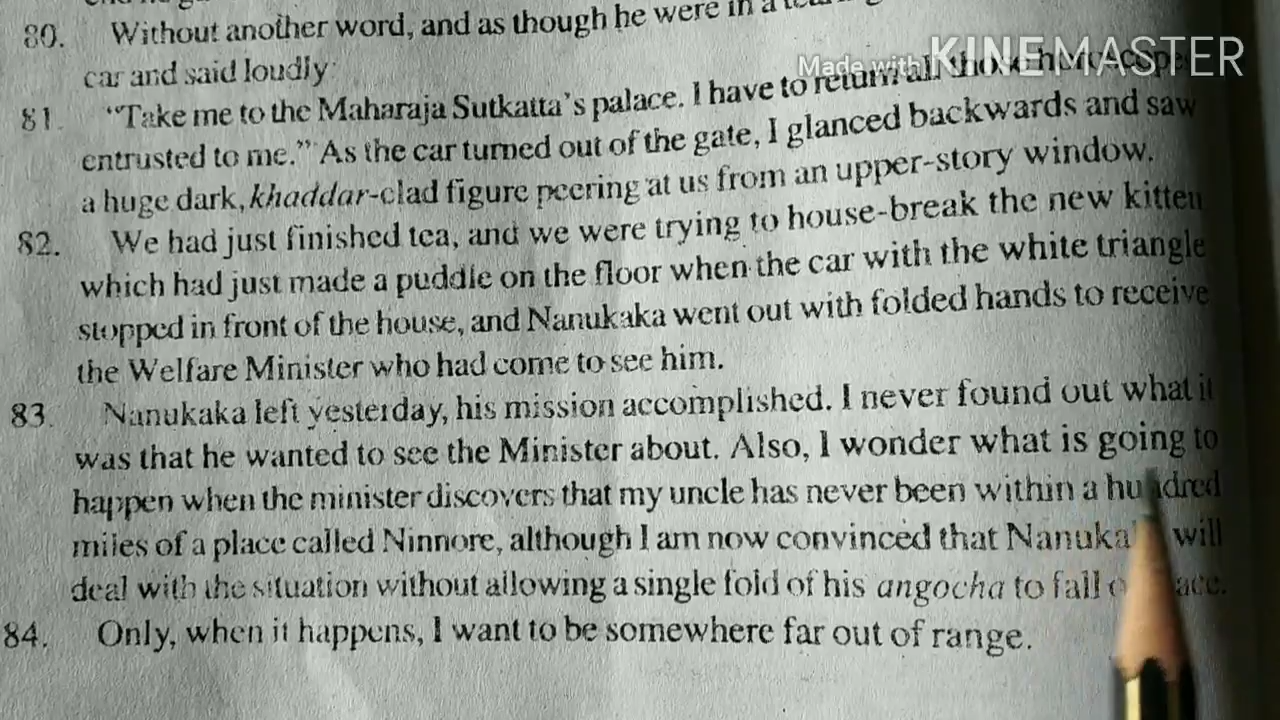 80. Without another word, and as though he were in a
car and said loudly
Made with KINEMASTER
81. "Take me to the Maharaja Sutkatta's palace. I have to return all those horoscopes
entrusted to me." As the car turned out of the gate, I glanced backwards and saw
a huge dark, khaddar-clad figure peering at us from an upper-story window.
82. We had just finished tea, and we were trying to house-break the new kitten
which had just made a puddle on the floor when the car with the white triangle
stopped in front of the house, and Nanukaka went out with folded hands to receive
the Welfare Minister who had come to see him.
83. Nanukaka left yesterday, his mission accomplished. I never found out what it
was that he wanted to see the Minister about. Also, I wonder what is going to
happen when the minister discovers that my uncle has never been within a hundred
miles of a place called Ninnore, although I am now convinced that Nanuka will
deal with the situation without allowing a single fold of his angocha to fall
84. Only, when it happens, I want to be somewhere far out of range.